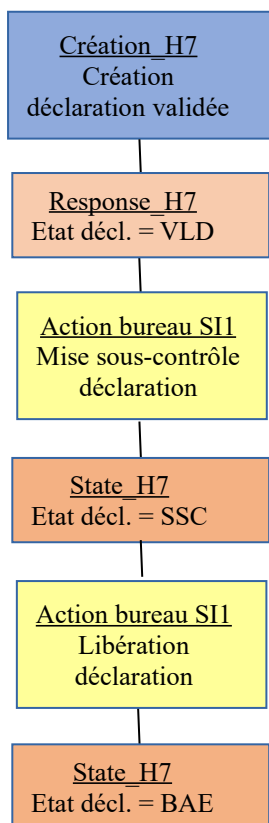 Création_H7
Création
déclaration validée
Response_H7
Etat décl. = VLD
Action bureau SI1
Mise sous-contrôle
déclaration
State_H7
Etat décl. = SSC
Action bureau SI1
Libération
déclaration
State_H7
Etat décl. = BAE